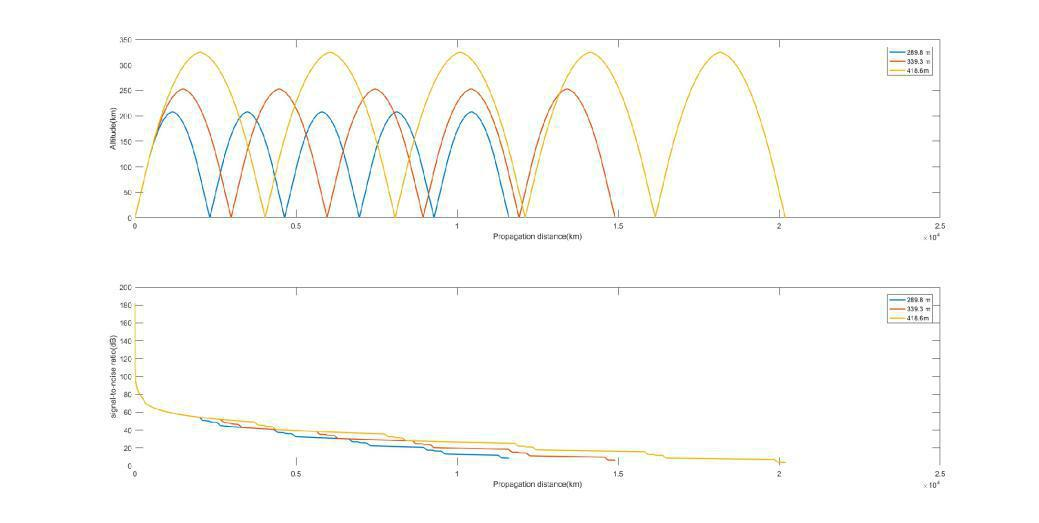 350
300
250
200
150
100
50
0
Altitude(km)
289.8 m
339.3 m
418.6m
0 0.5 1 1.5 2 2.5
Propagation distance(km)
×10⁴
200
180
160
140
120
100
80
60
40
20
0
signal-to-noise ratio(dB)
289.8 m
339.3 m
418.6m
0 0.5 1 1.5 2 2.5
Propagation distance(km)
×10⁴